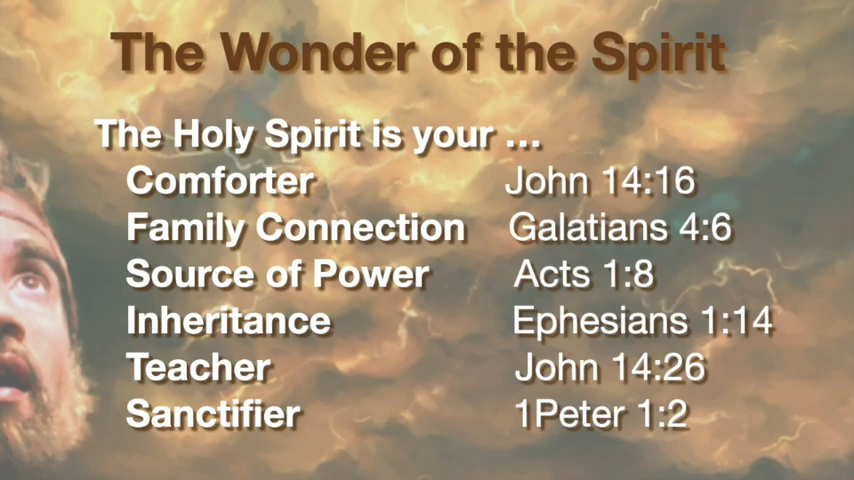 The Wonder of the Spirit
The Holy Spirit is your ...
Comforter John 14:16
Family Connection Galatians 4:6
Source of Power Acts 1:8
Inheritance Ephesians 1:14
Teacher John 14:26
Sanctifier 1Peter 1:2